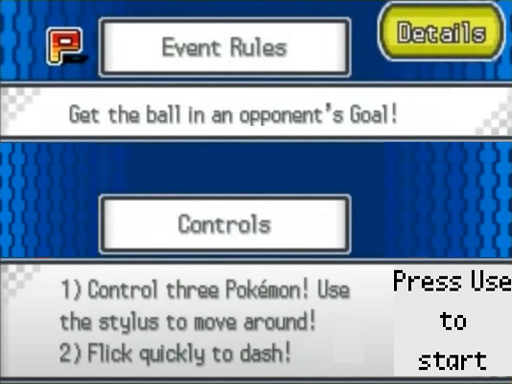 P
Event Rules
Details
Get the ball in an opponent's Goal!
Controls
1) Control three Pokémon! Use
the stylus to move around!
2) Flick quickly to dash!
Press Use
to
start